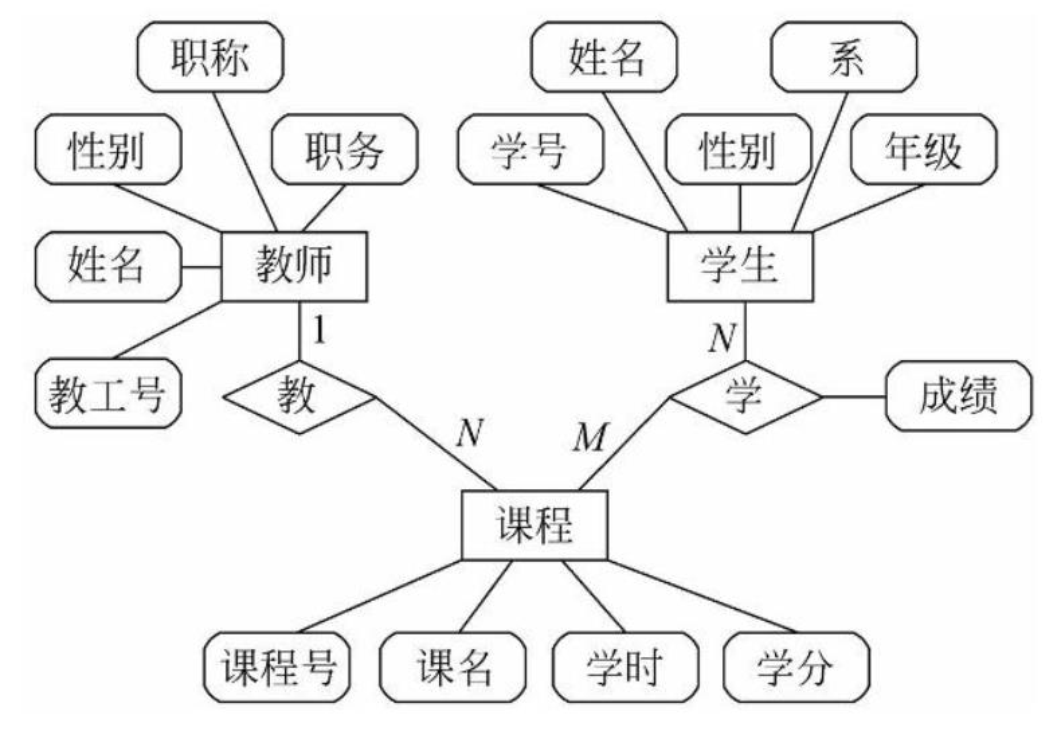 职称
姓名
系
性别
职务
学号
性别
年级
姓名
教师
学生
1
N
教工号
教
学
成绩
N
M
课程
课程号
课名
学时
学分